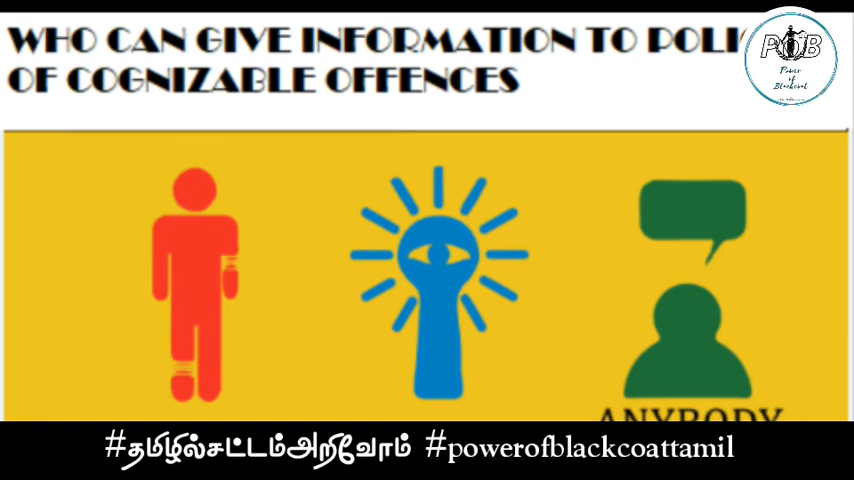 WHO CAN GIVE INFORMATION TO POLI
OF COGNIZABLE OFFENCES
POB
Power
of
Blackcoat
ANYBODY
#தமிழில்சட்டம்அறிவோம் #powerofblackcoattamil